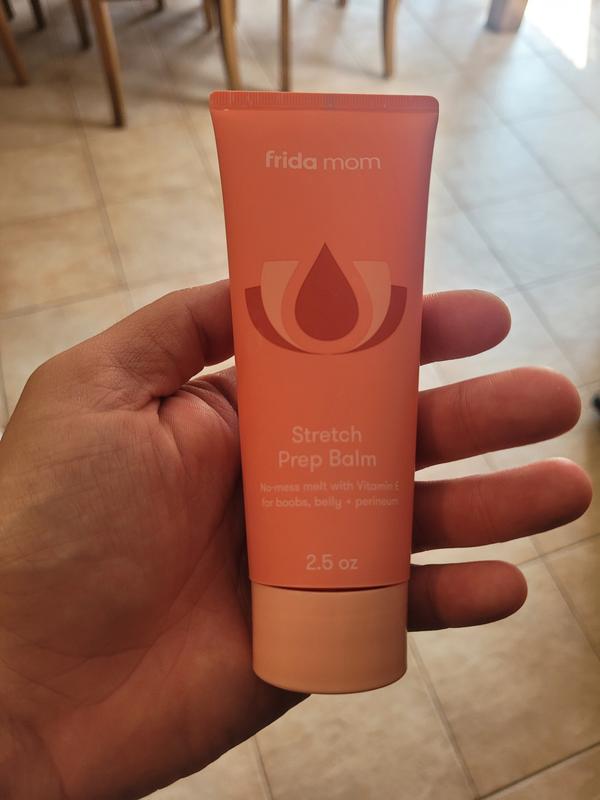 frida mom
Stretch
Prep Balm
No-mess melt with Vitamin E
for boobs, belly + perineum
2.5 oz